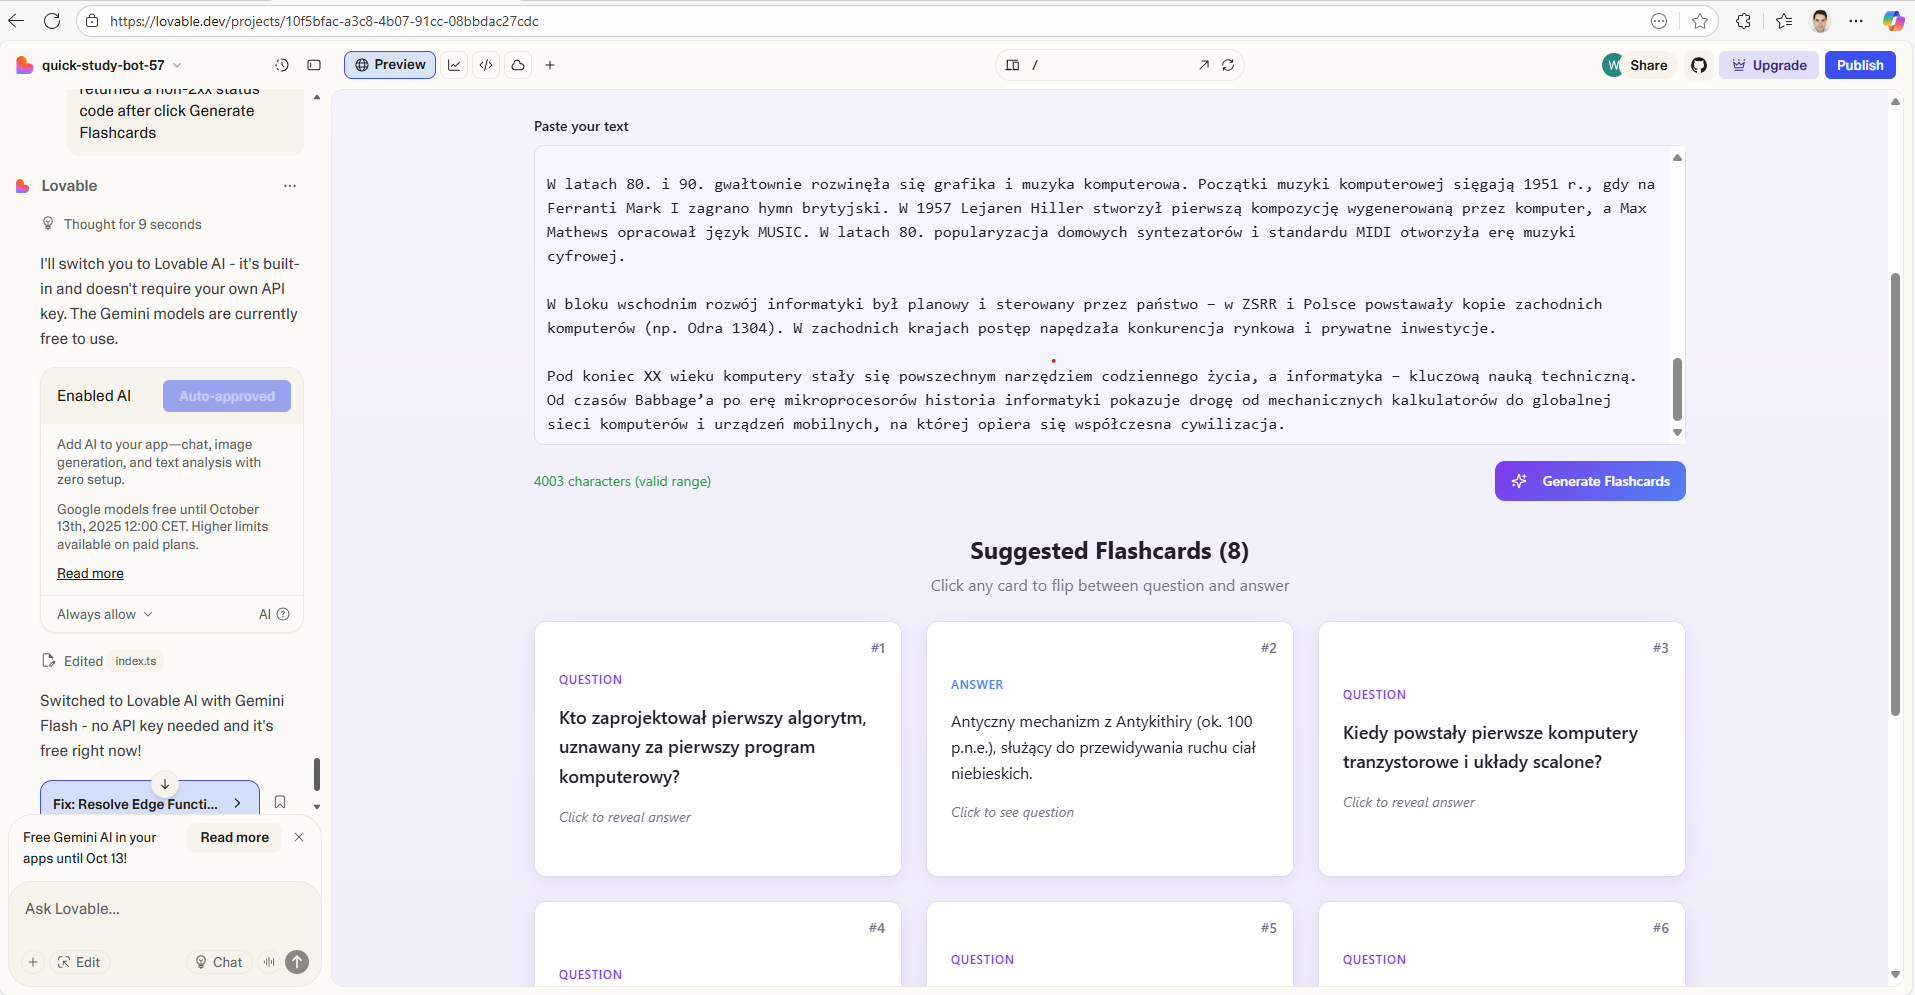 https://lovable.dev/projects/10f5bfac-a3c8-4b07-91cc-08bbdac27cdc
quick-study-bot-57
Preview
/
W
Share
Upgrade
Publish
returned a non-2xx status
code after click Generate
Flashcards
Lovable
Thought for 9 seconds
I'll switch you to Lovable AI - it's built-
in and doesn't require your own API
key. The Gemini models are currently
free to use.
Enabled AI
Auto-approved
Add AI to your app—chat, image
generation, and text analysis with
zero setup.
Google models free until October
13th, 2025 12:00 CET. Higher limits
available on paid plans.
Read more
Always allow
AI
Edited index.ts
Switched to Lovable AI with Gemini
Flash - no API key needed and it's
free right now!
Fix: Resolve Edge Functi...
Free Gemini AI in your
apps until Oct 13!
Read more
Ask Lovable...
Edit
Chat
Paste your text
W latach 80. i 90. gwałtownie rozwinęła się grafika i muzyka komputerowa. Początki muzyki komputerowej sięgają 1951 r., gdy na
Ferranti Mark I zagrano hymn brytyjski. W 1957 Lejaren Hiller stworzył pierwszą kompozycję wygenerowaną przez komputer, a Max
Mathews opracował język MUSIC. W latach 80. popularyzacja domowych syntezatorów i standardu MIDI otworzyła erę muzyki
cyfrowej.
W bloku wschodnim rozwój informatyki był planowy i sterowany przez państwo – w ZSRR i Polsce powstawały kopie zachodnich
komputerów (np. Odra 1304). W zachodnich krajach postęp napędzała konkurencja rynkowa i prywatne inwestycje.
Pod koniec XX wieku komputery stały się powszechnym narzędziem codziennego życia, a informatyka – kluczową nauką techniczną.
Od czasów Babbage’a po erę mikroprocesorów historia informatyki pokazuje drogę od mechanicznych kalkulatorów do globalnej
sieci komputerów i urządzeń mobilnych, na której opiera się współczesna cywilizacja.
4003 characters (valid range)
Generate Flashcards
Suggested Flashcards (8)
Click any card to flip between question and answer
#1
QUESTION
Kto zaprojektował pierwszy algorytm,
uznawany za pierwszy program
komputerowy?
Click to reveal answer
#2
ANSWER
Antyczny mechanizm z Antykithiry (ok. 100
p.n.e.), służący do przewidywania ruchu ciał
niebieskich.
Click to see question
#3
QUESTION
Kiedy powstały pierwsze komputery
tranzystorowe i układy scalone?
Click to reveal answer
#4
QUESTION
#5
QUESTION
#6
QUESTION